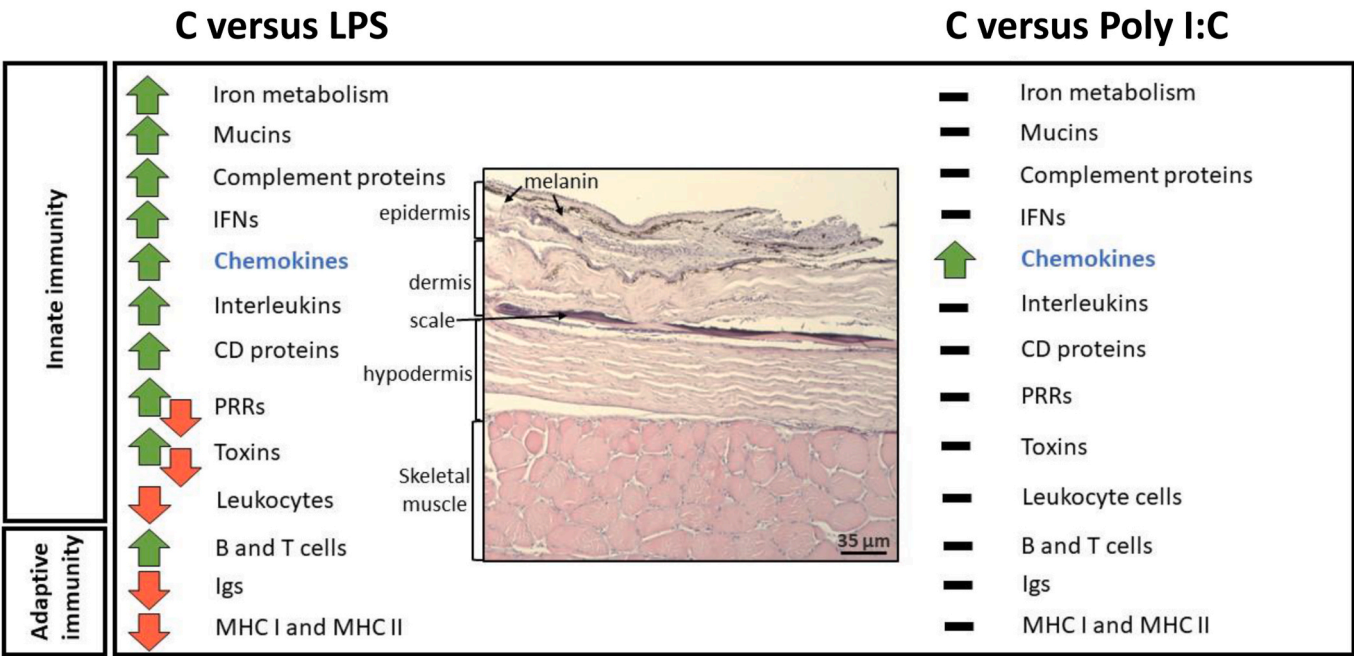 C versus LPS
C versus Poly I:C
Innate immunity
Iron metabolism
Mucins
Complement proteins
IFNs
Chemokines
Interleukins
CD proteins
PRRs
Toxins
Leukocytes
Adaptive
immunity
B and T cells
Igs
MHC I and MHC II
melanin
epidermis
dermis
scale
hypodermis
Skeletal
muscle
35 µm
Iron metabolism
Mucins
Complement proteins
IFNs
Chemokines
Interleukins
CD proteins
PRRs
Toxins
Leukocyte cells
B and T cells
Igs
MHC I and MHC II